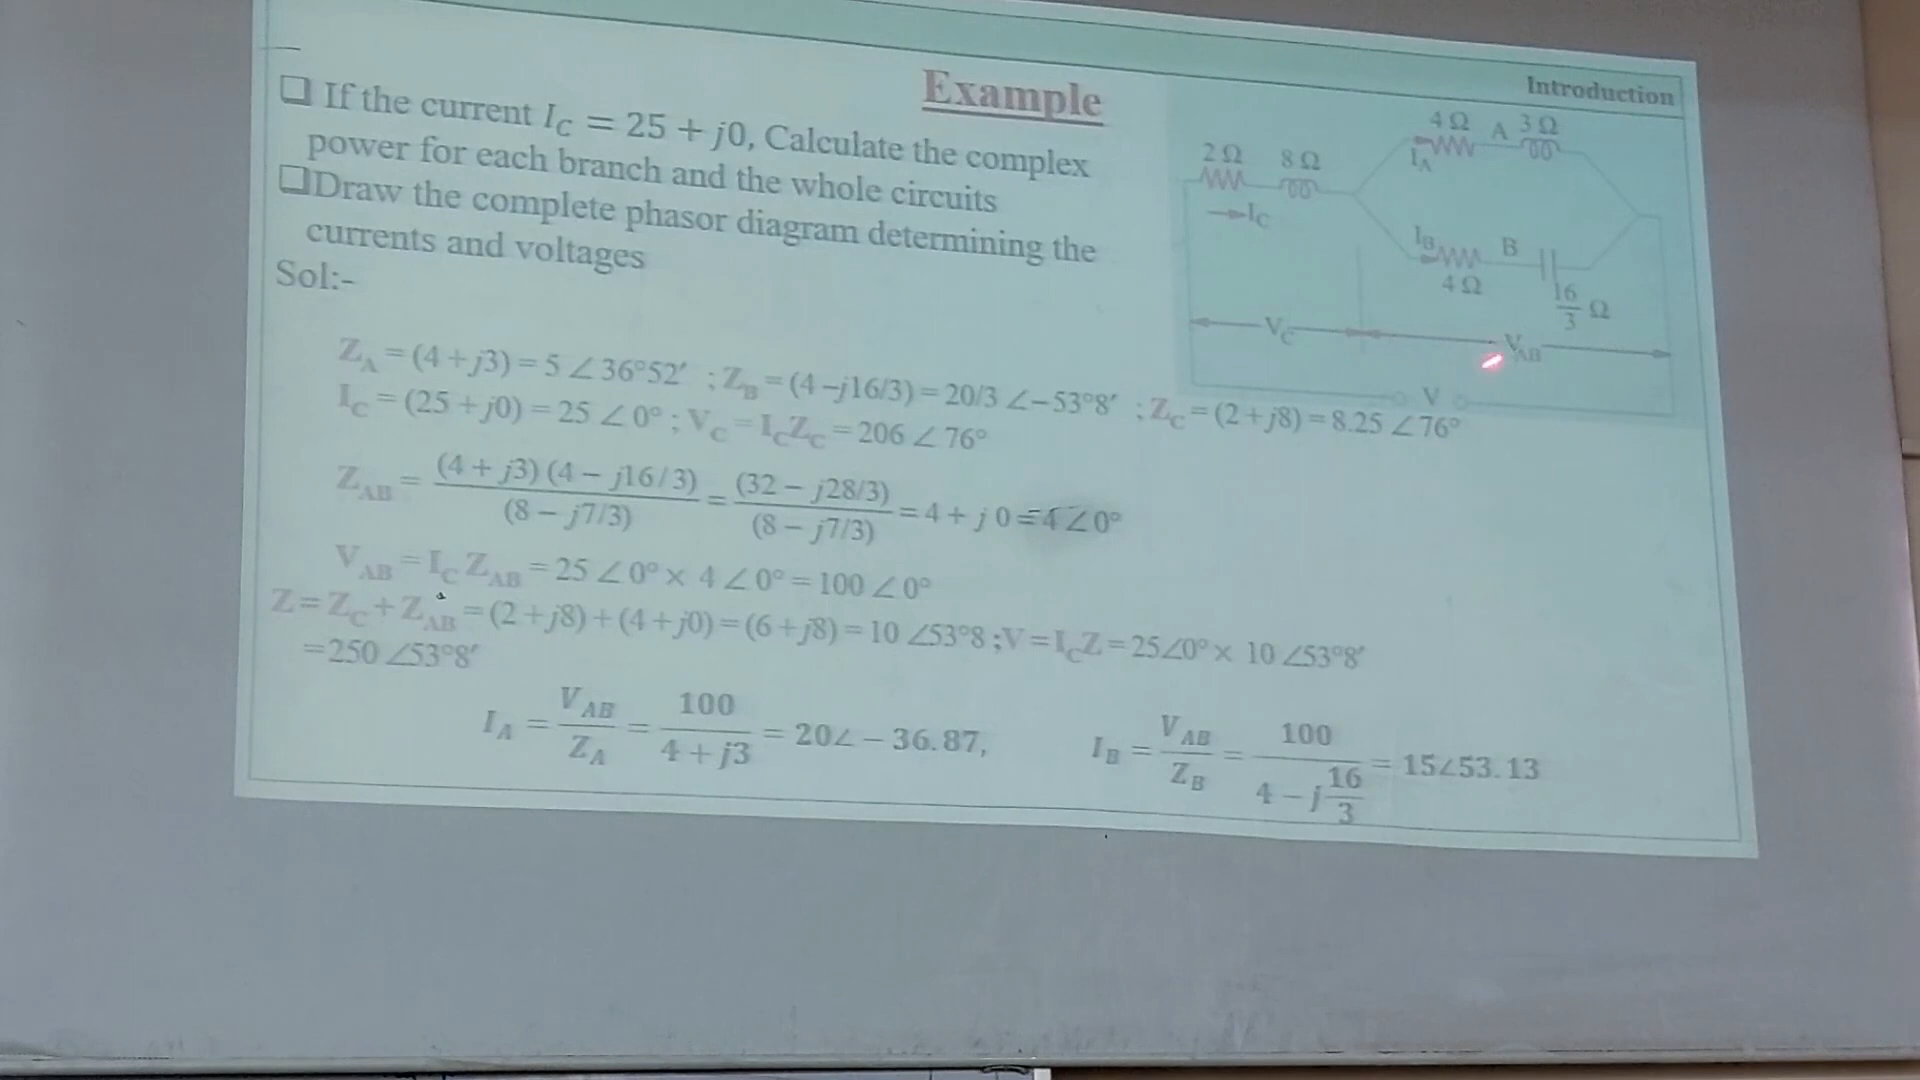 Introduction
Example
❑ If the current I_C = 25 + j0, Calculate the complex
power for each branch and the whole circuits
❑Draw the complete phasor diagram determining the
currents and voltages
Sol:-
4 Ω A 3 Ω
2 Ω 8 Ω
I_A
→I_C
I_B B
4 Ω 16/3 Ω
V_C V_AB
V
Z_A = (4 + j3) = 5 ∠ 36°52′ ; Z_B = (4 –j16/3) = 20/3 ∠–53°8′ ; Z_C = (2 + j8) = 8.25 ∠ 76°
I_C = (25 + j0) = 25 ∠ 0° ; V_C = I_C Z_C = 206 ∠ 76°
Z_AB = (4 + j3) (4 – j16/3) / (8 – j7/3) = (32 – j28/3) / (8 – j7/3) = 4 + j 0 = 4 ∠ 0°
V_AB = I_C Z_AB = 25 ∠ 0° × 4 ∠ 0° = 100 ∠ 0°
Z = Z_C + Z_AB = (2 + j8) + (4 + j0) = (6 + j8) = 10 ∠53°8 ; V = I_C Z = 25∠0° × 10 ∠53°8′
=250 ∠53°8′
I_A = V_AB / Z_A = 100 / 4 + j3 = 20∠ − 36.87, I_B = V_AB / Z_B = 100 / 4 − j 16/3 = 15∠53.13